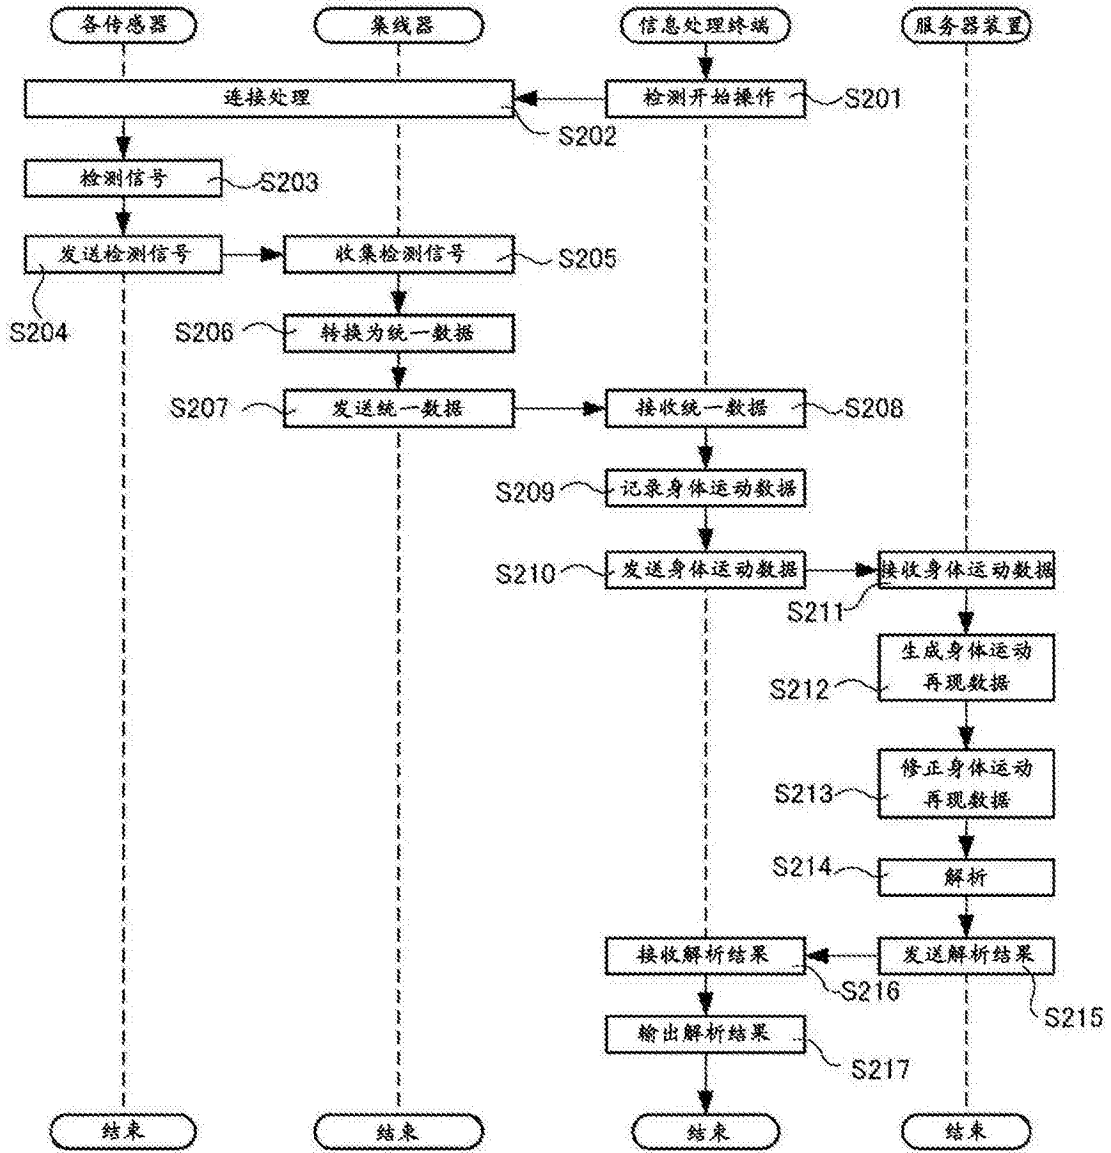 各传感器
集线器
信息处理终端
服务器装置
连接处理
检测开始操作
S201
S202
检测信号
S203
发送检测信号
收集检测信号
S205
S204
S206
转换为统一数据
S207
发送统一数据
接收统一数据
S208
S209
记录身体运动数据
S210
发送身体运动数据
接收身体运动数据
S211
生成身体运动
再现数据
S212
修正身体运动
再现数据
S213
S214
解析
接收解析结果
发送解析结果
S216
S215
输出解析结果
S217
结束
结束
结束
结束